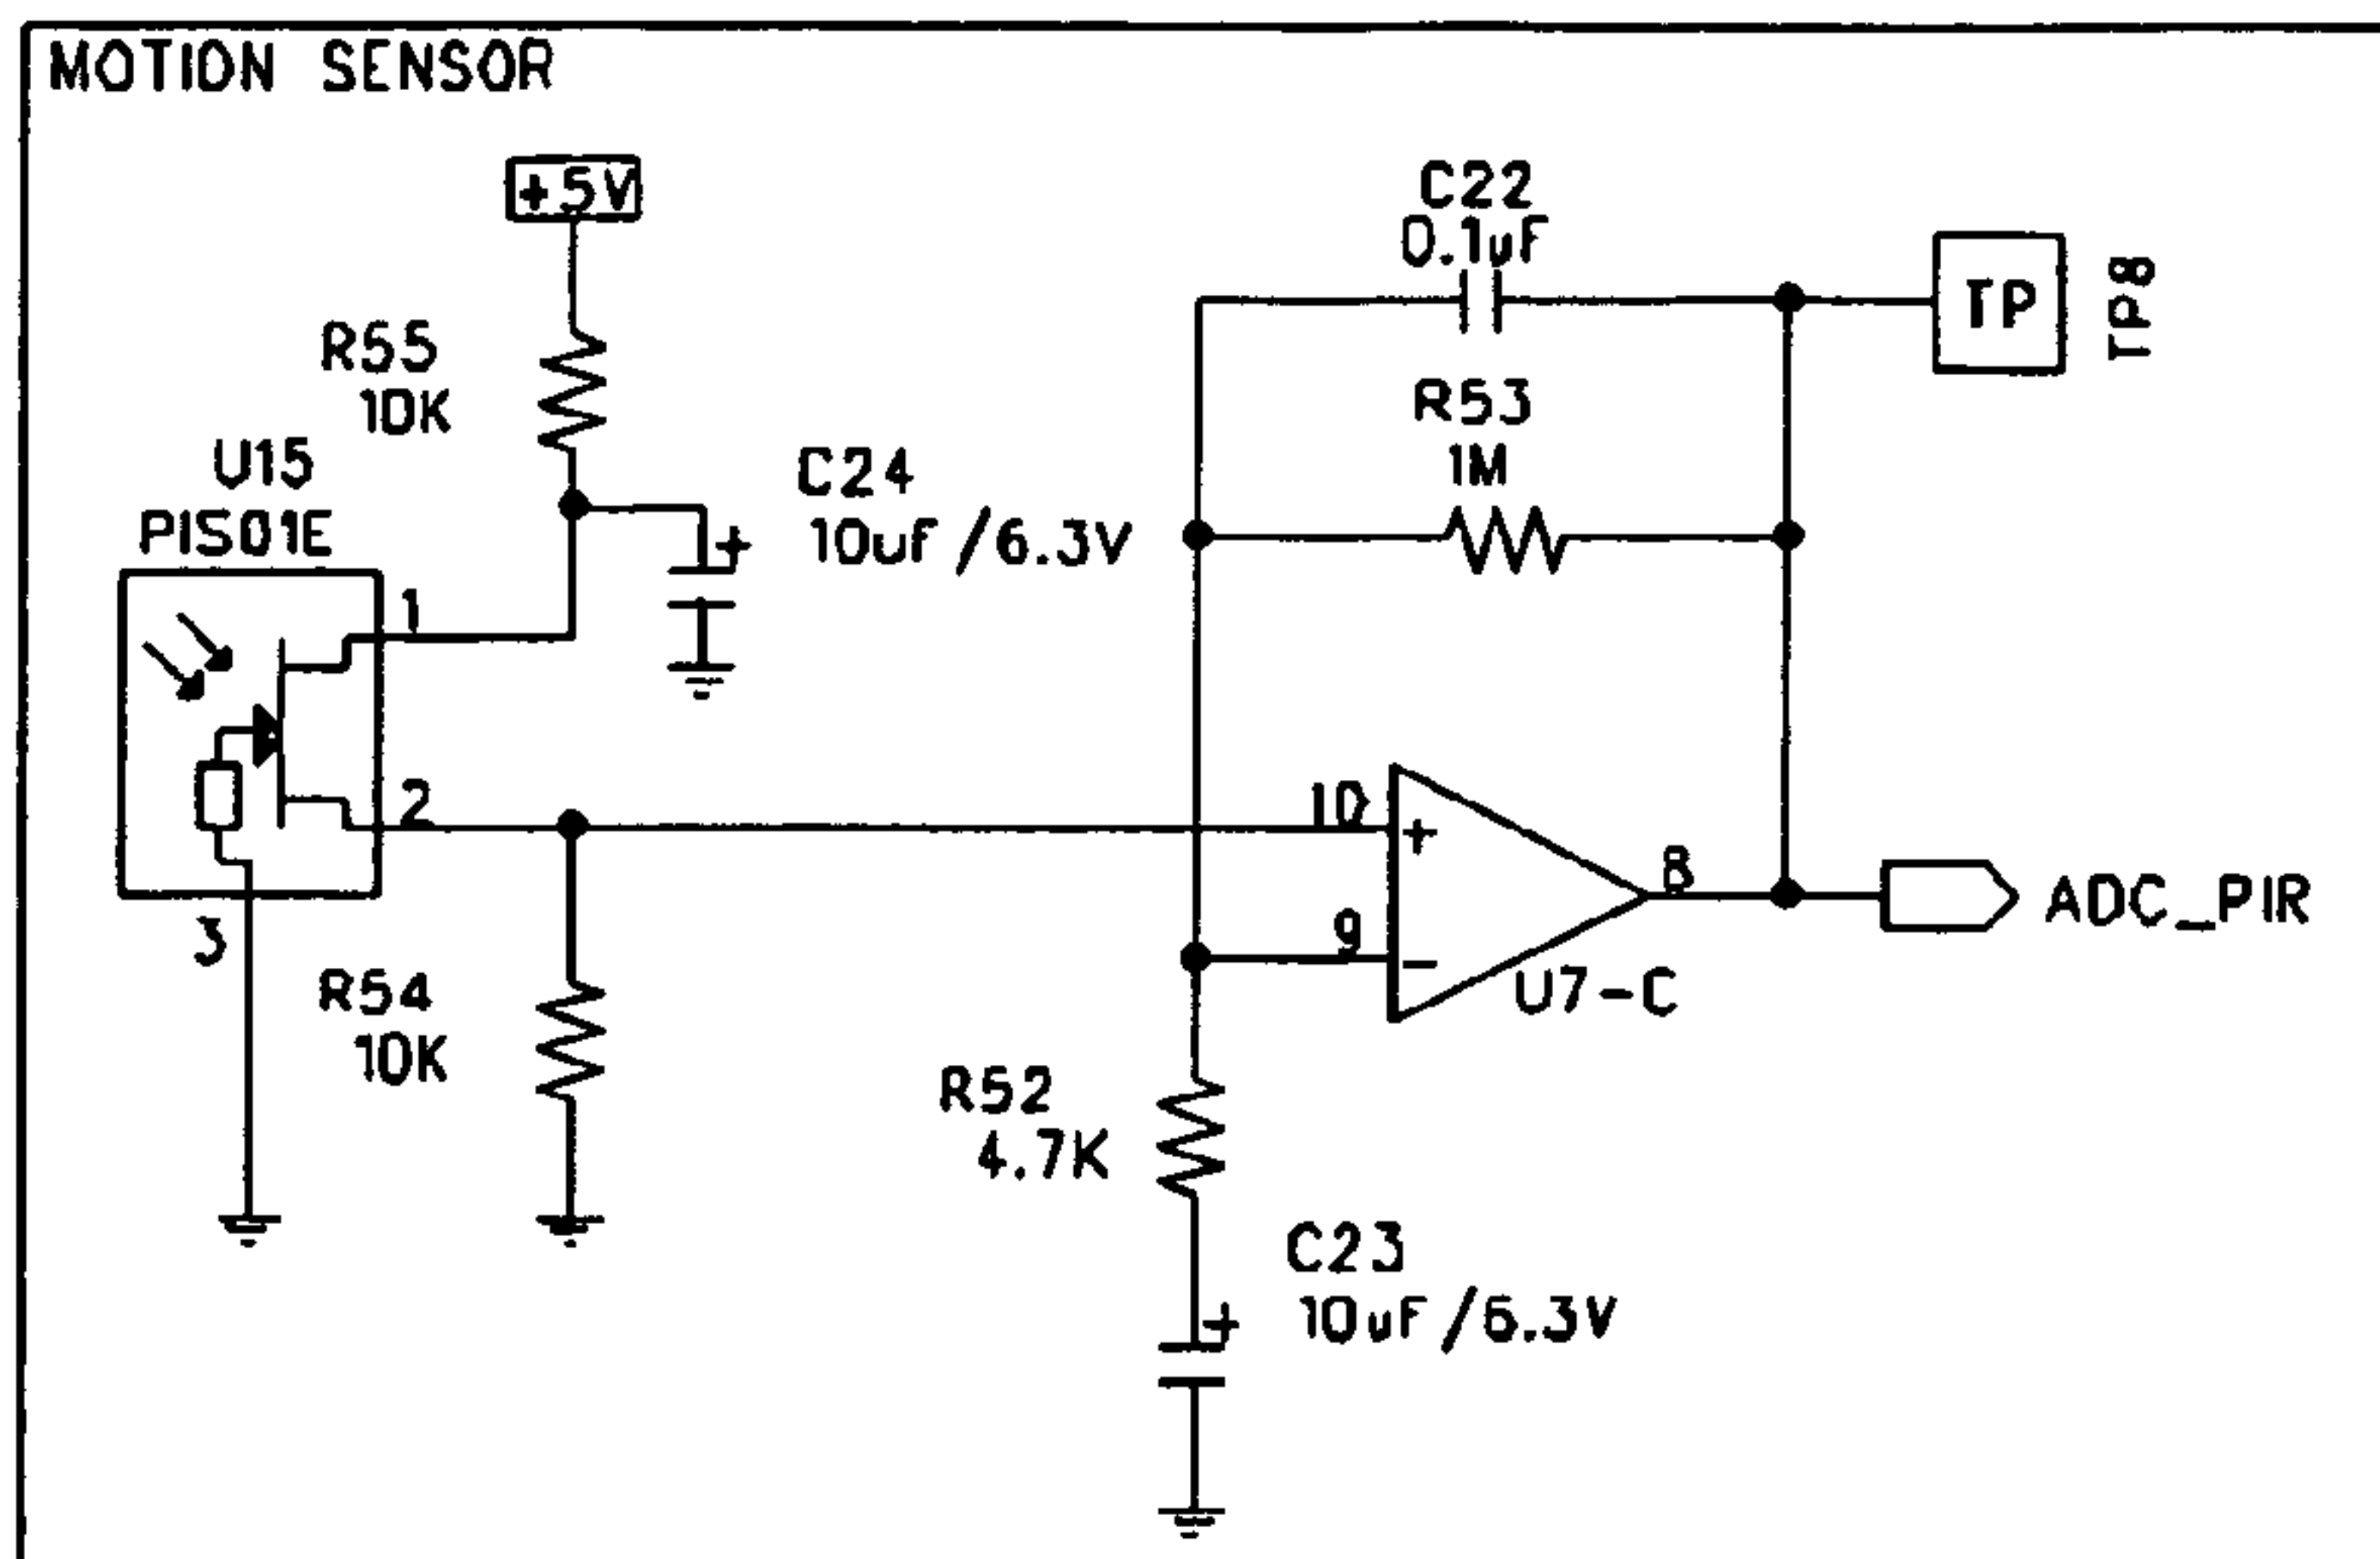 MOTION SENSOR
+5V
C22
0.1uF
TP
TP8
R55
10K
R53
1M
U15
PIS01E
C24
+
10uF/6.3V
1
2
10
+
8
ADC_PIR
9
-
U7-C
3
R54
10K
R52
4.7K
C23
+
10uF/6.3V